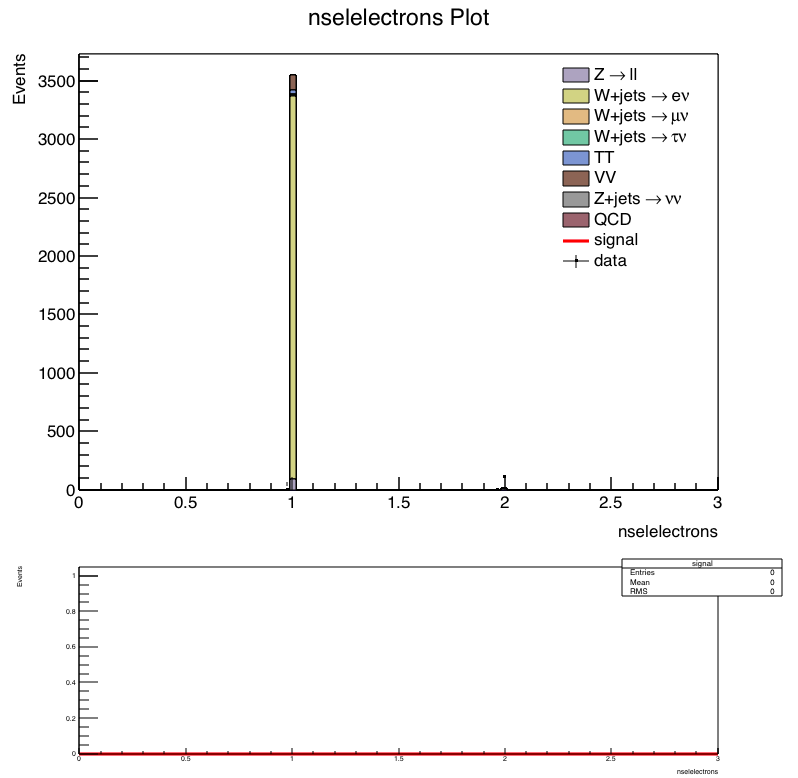 nselelectrons Plot
Events
3500
3000
2500
2000
1500
1000
500
0
0 0.5 1 1.5 2 2.5 3
nselelectrons
Z → ll
W+jets → eν
W+jets → μν
W+jets → τν
TT
VV
Z+jets → νν
QCD
signal
data
Events
1
0.8
0.6
0.4
0.2
0
0 0.5 1 1.5 2 2.5 3
nselelectrons
signal
Entries 0
Mean 0
RMS 0